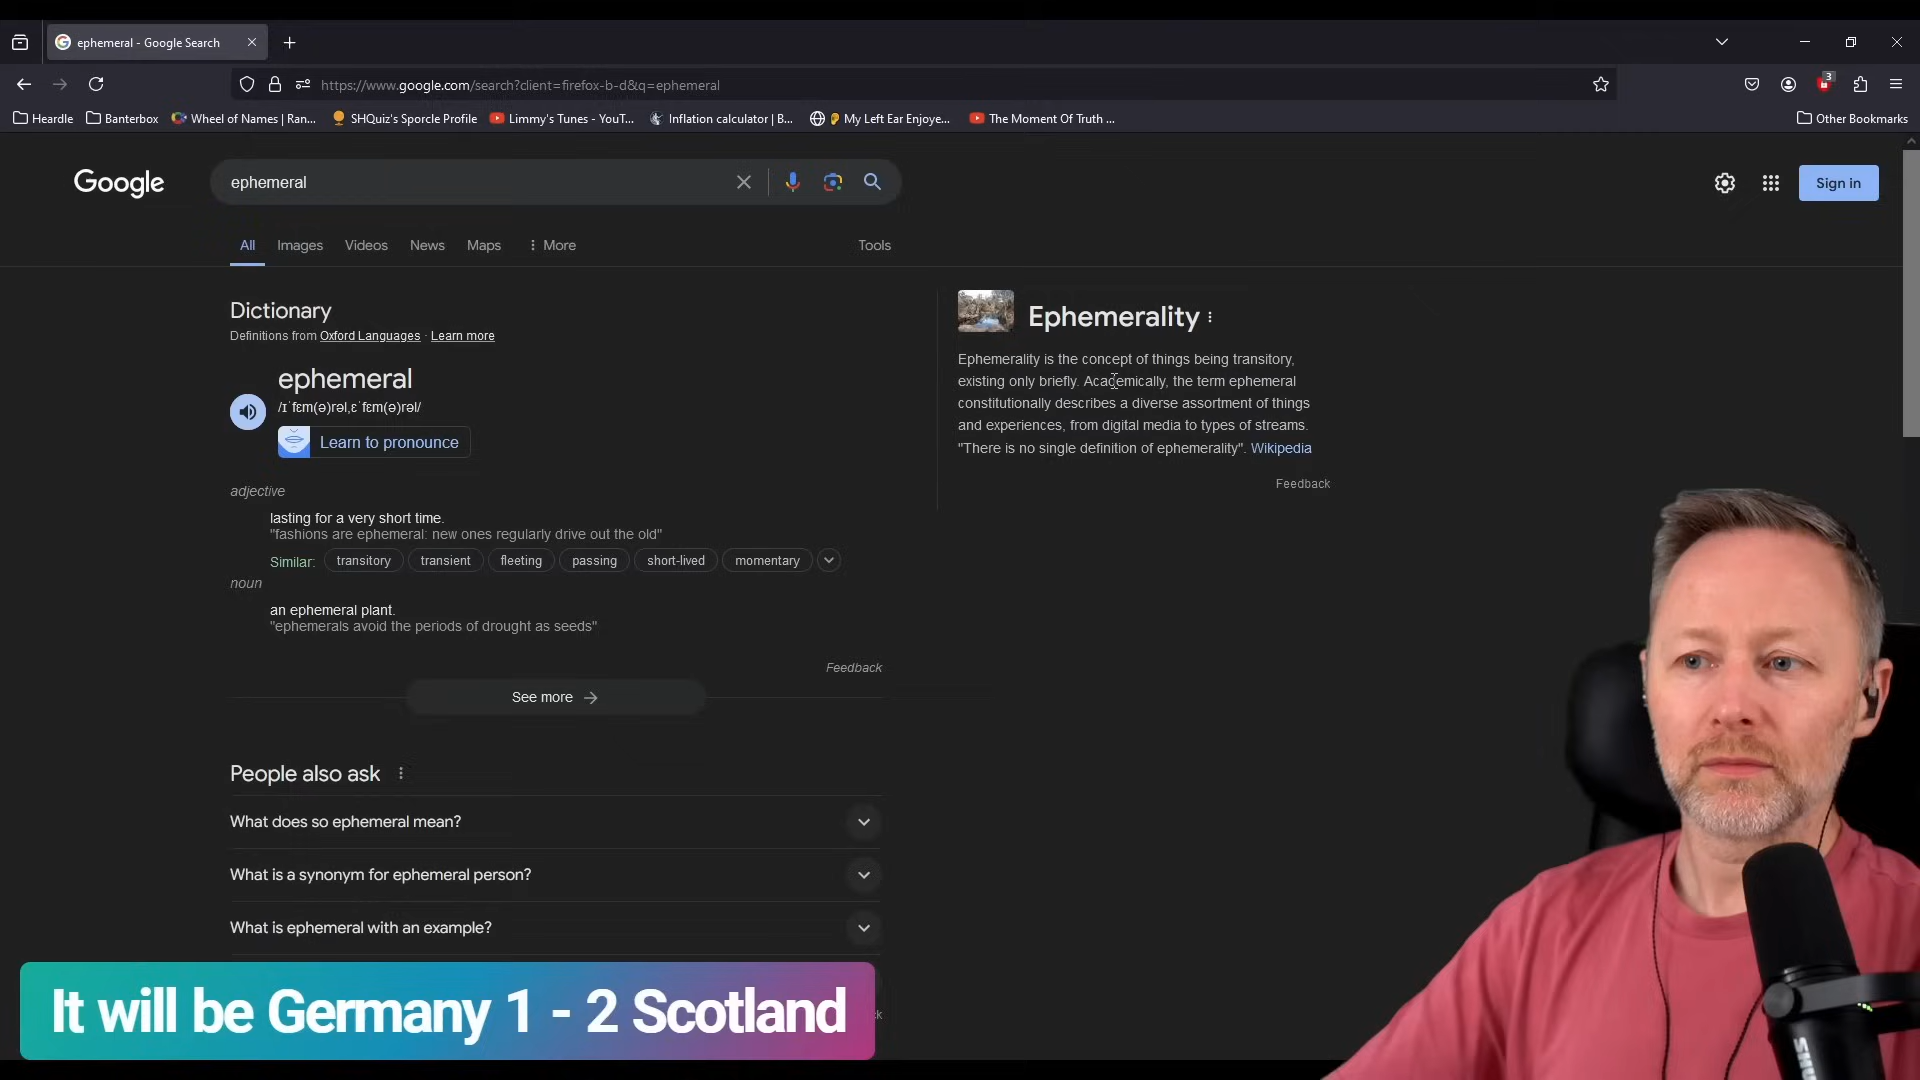 ephemeral - Google Search
https://www.google.com/search?client=firefox-b-d&q=ephemeral
3
Heardle
Banterbox
Wheel of Names | Ran...
SHQuiz's Sporcle Profile
Limmy's Tunes - YouT...
Inflation calculator | B...
My Left Ear Enjoye...
The Moment Of Truth ...
Other Bookmarks
Google
ephemeral
Sign in
All
Images
Videos
News
Maps
More
Tools
Dictionary
Definitions from Oxford Languages · Learn more
ephemeral
/ɪˈfɛm(ə)rəl,ɛˈfɛm(ə)rəl/
Learn to pronounce
adjective
lasting for a very short time.
"fashions are ephemeral: new ones regularly drive out the old"
Similar:
transitory
transient
fleeting
passing
short-lived
momentary
noun
an ephemeral plant.
"ephemerals avoid the periods of drought as seeds"
Feedback
See more
People also ask
What does so ephemeral mean?
What is a synonym for ephemeral person?
What is ephemeral with an example?
Ephemerality
Ephemerality is the concept of things being transitory,
existing only briefly. Academically, the term ephemeral
constitutionally describes a diverse assortment of things
and experiences, from digital media to types of streams.
"There is no single definition of ephemerality". Wikipedia
Feedback
It will be Germany 1 - 2 Scotland